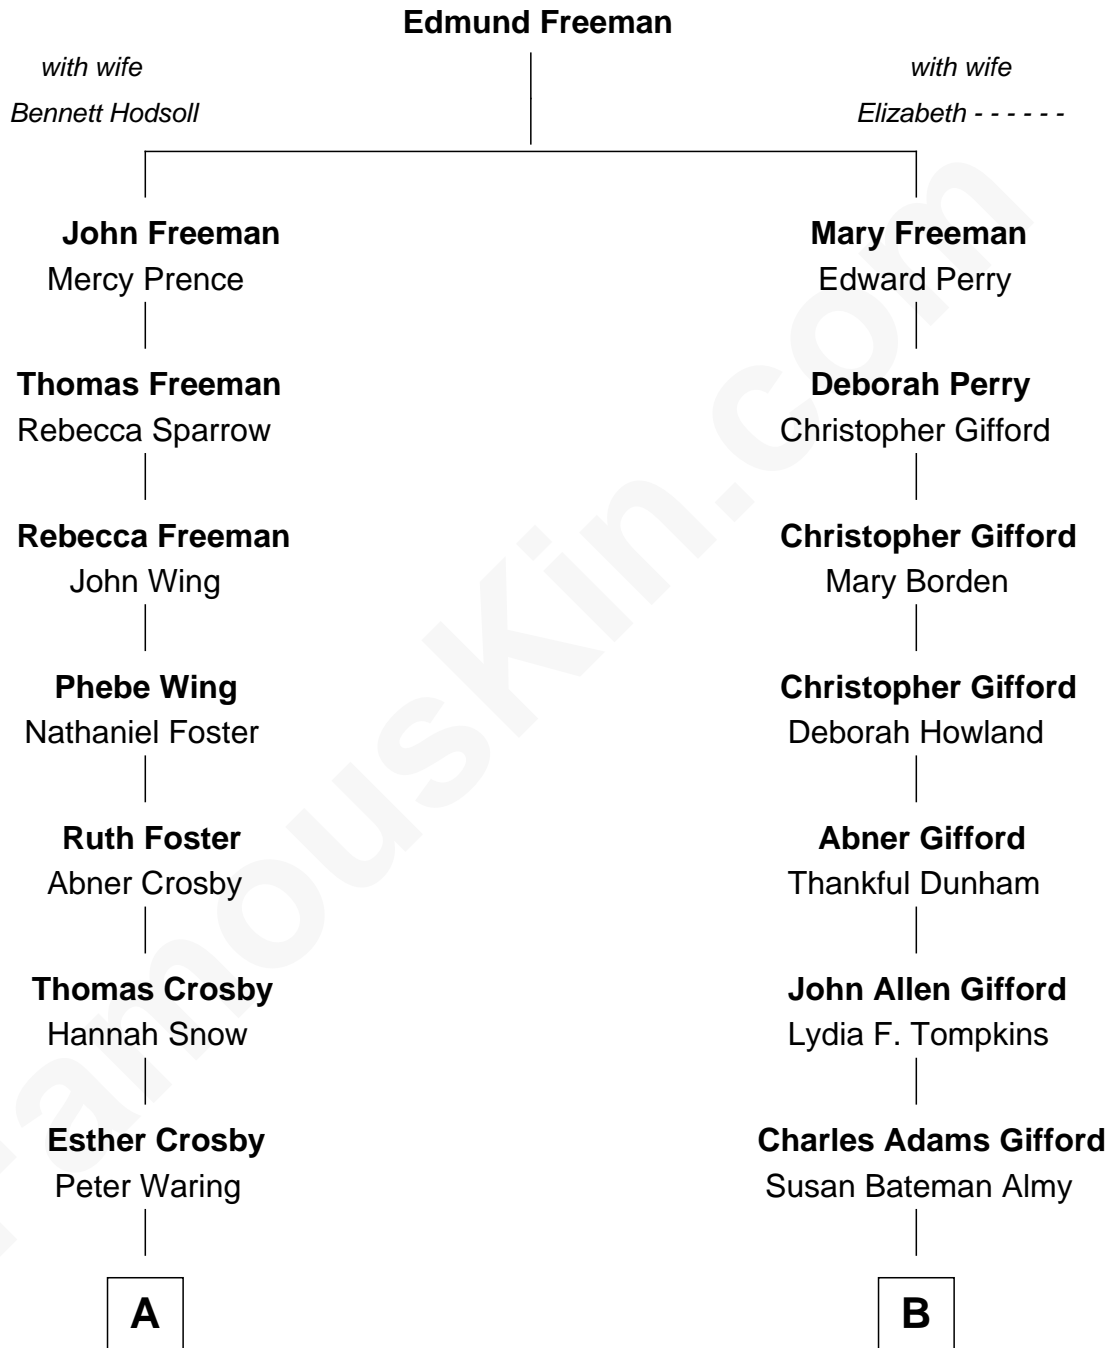 Edmund Freeman
with wife
Bennett Hodsoll
with wife
Elizabeth - - - - - -
John Freeman
Mercy Prence
Mary Freeman
Edward Perry
Thomas Freeman
Rebecca Sparrow
Deborah Perry
Christopher Gifford
Rebecca Freeman
John Wing
Christopher Gifford
Mary Borden
Phebe Wing
Nathaniel Foster
Christopher Gifford
Deborah Howland
Ruth Foster
Abner Crosby
Abner Gifford
Thankful Dunham
Thomas Crosby
Hannah Snow
John Allen Gifford
Lydia F. Tompkins
Esther Crosby
Peter Waring
Charles Adams Gifford
Susan Bateman Almy
A
B
FamousKin.com